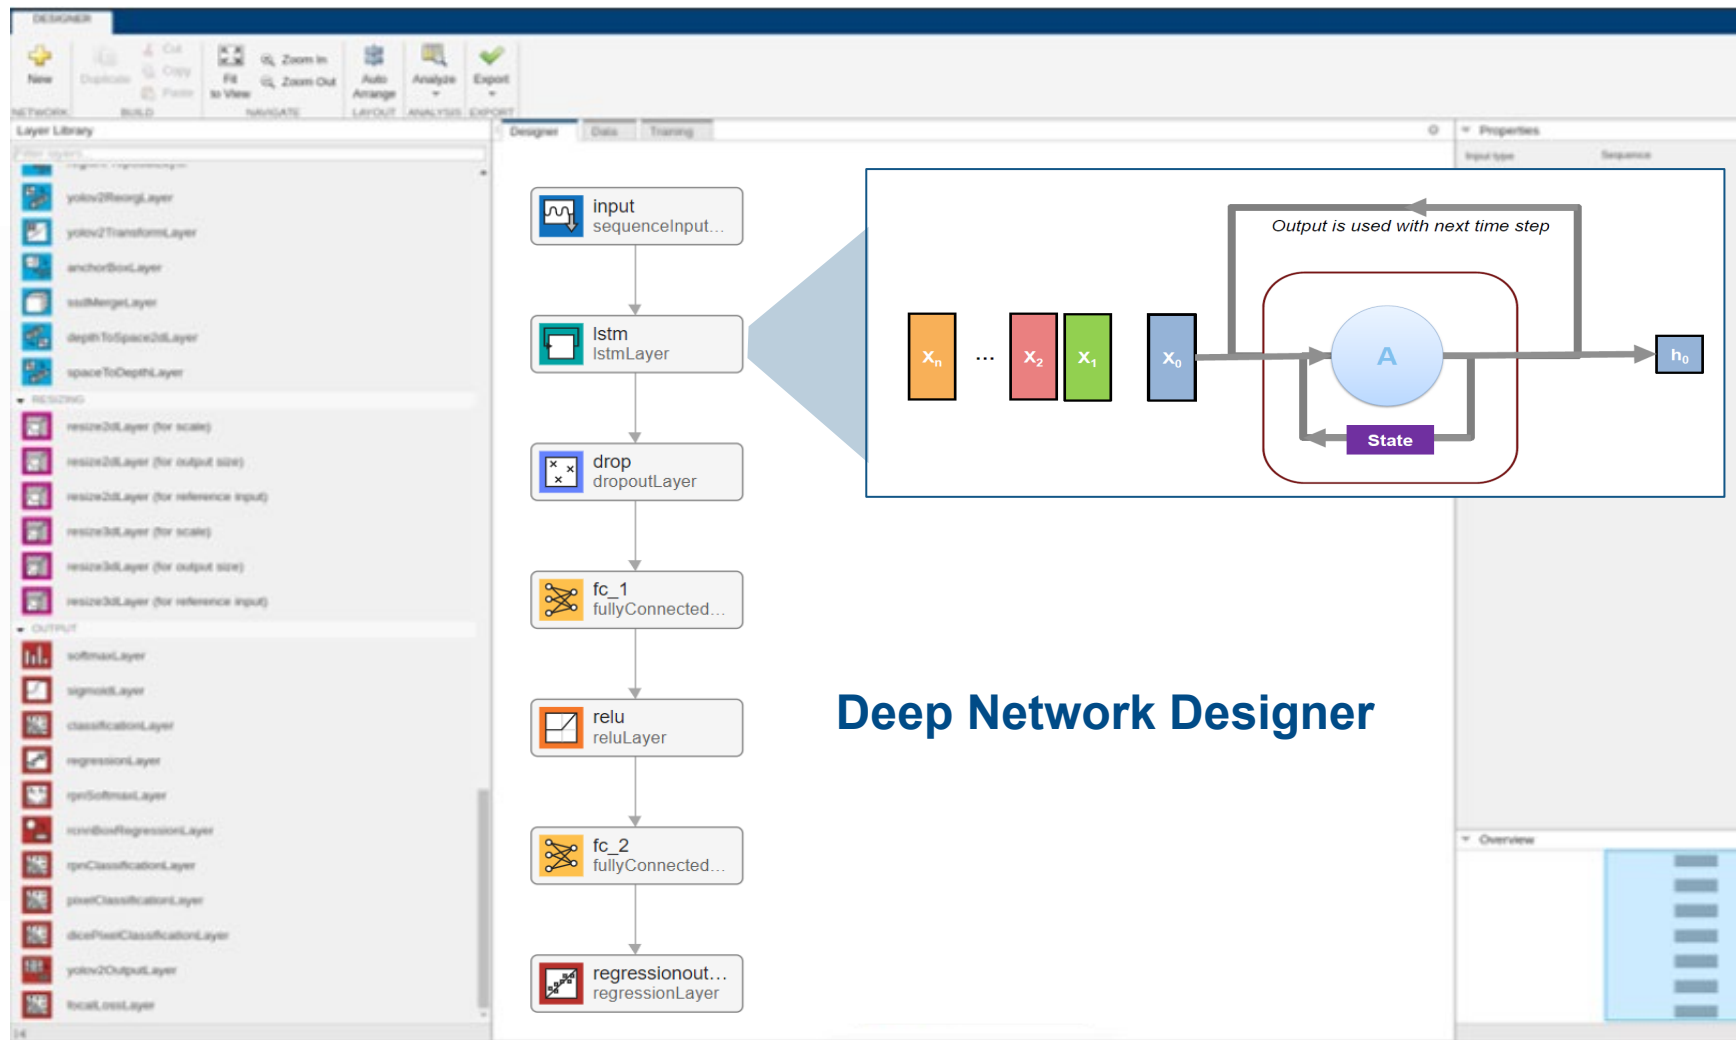 DESIGNER
New
Duplicate
Cut
Copy
Paste
Fit
to View
Zoom In
Zoom Out
Auto
Arrange
Analyze
Export
NETWORK
BUILD
NAVIGATE
LAYOUT
ANALYSIS
EXPORT
Layer Library
Filter layers...
yolov2ReorgLayer
yolov2TransformLayer
anchorBoxLayer
ssdMergeLayer
depthToSpace2dLayer
spaceToDepthLayer
RESIZING
resize2dLayer (for scale)
resize2dLayer (for output size)
resize2dLayer (for reference input)
resize3dLayer (for scale)
resize3dLayer (for output size)
resize3dLayer (for reference input)
OUTPUT
softmaxLayer
sigmoidLayer
classificationLayer
regressionLayer
rpnSoftmaxLayer
rcnnBoxRegressionLayer
rpnClassificationLayer
pixelClassificationLayer
dicePixelClassificationLayer
yolov2OutputLayer
focalLossLayer
14
Designer
Data
Training
input
sequenceInput...
lstm
lstmLayer
drop
dropoutLayer
fc_1
fullyConnected...
relu
reluLayer
fc_2
fullyConnected...
regressionout...
regressionLayer
Output is used with next time step
Xn ... X2 X1 X0 A h0
State
Deep Network Designer
Properties
Input type Sequence
Overview